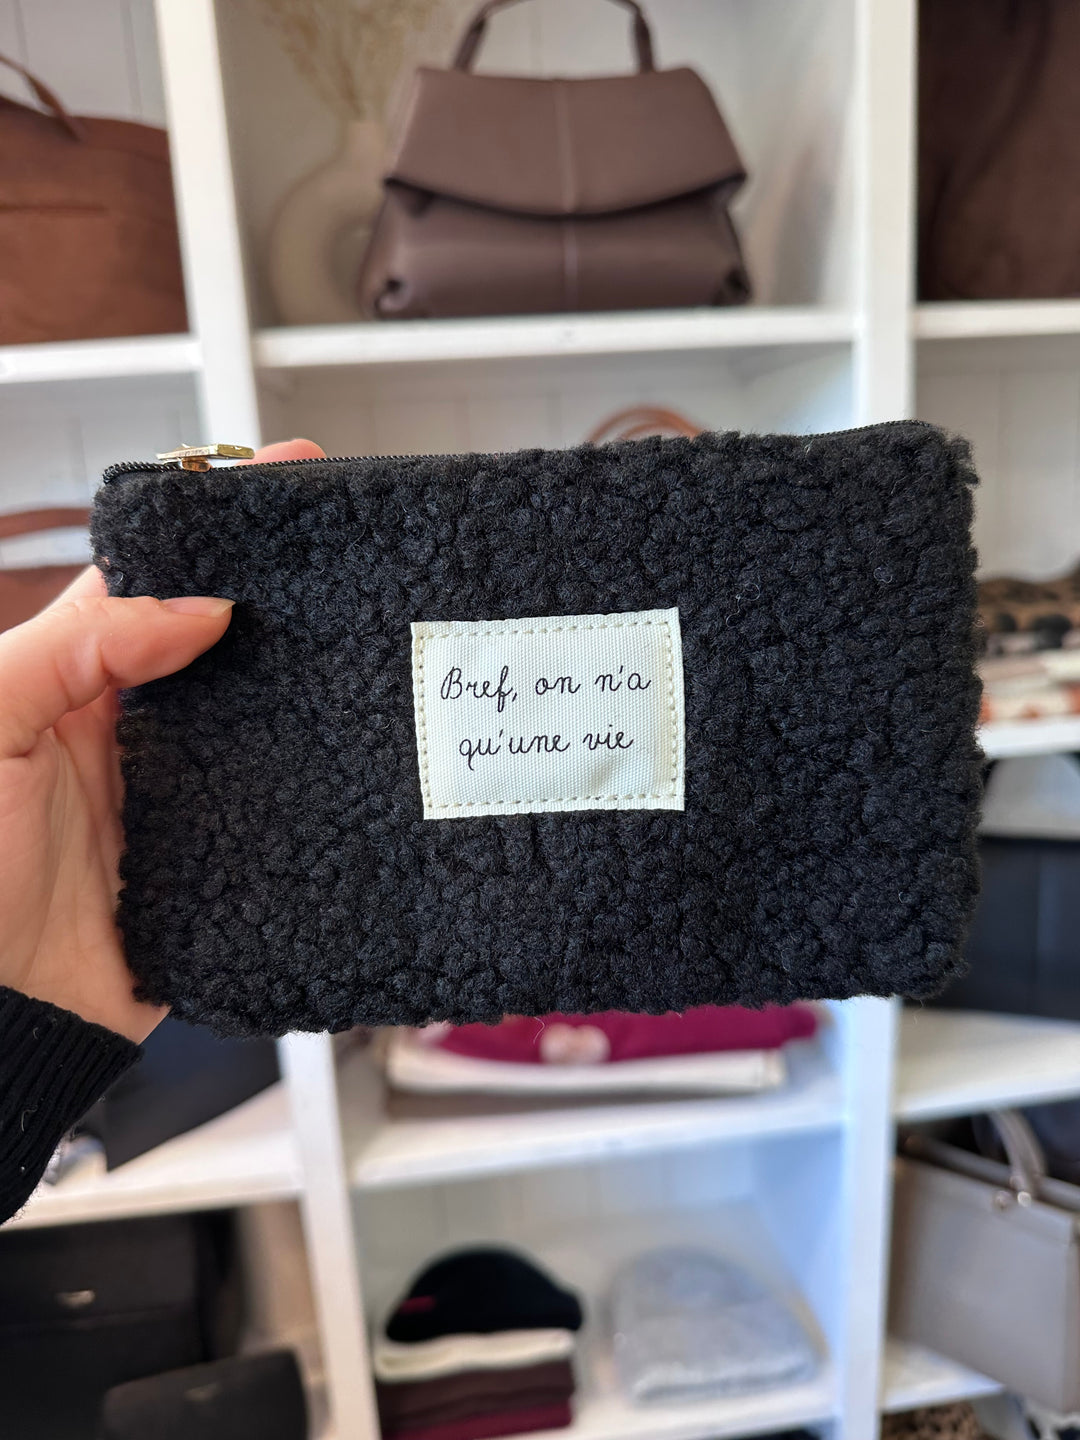 Bref, on n'a
qu'une vie